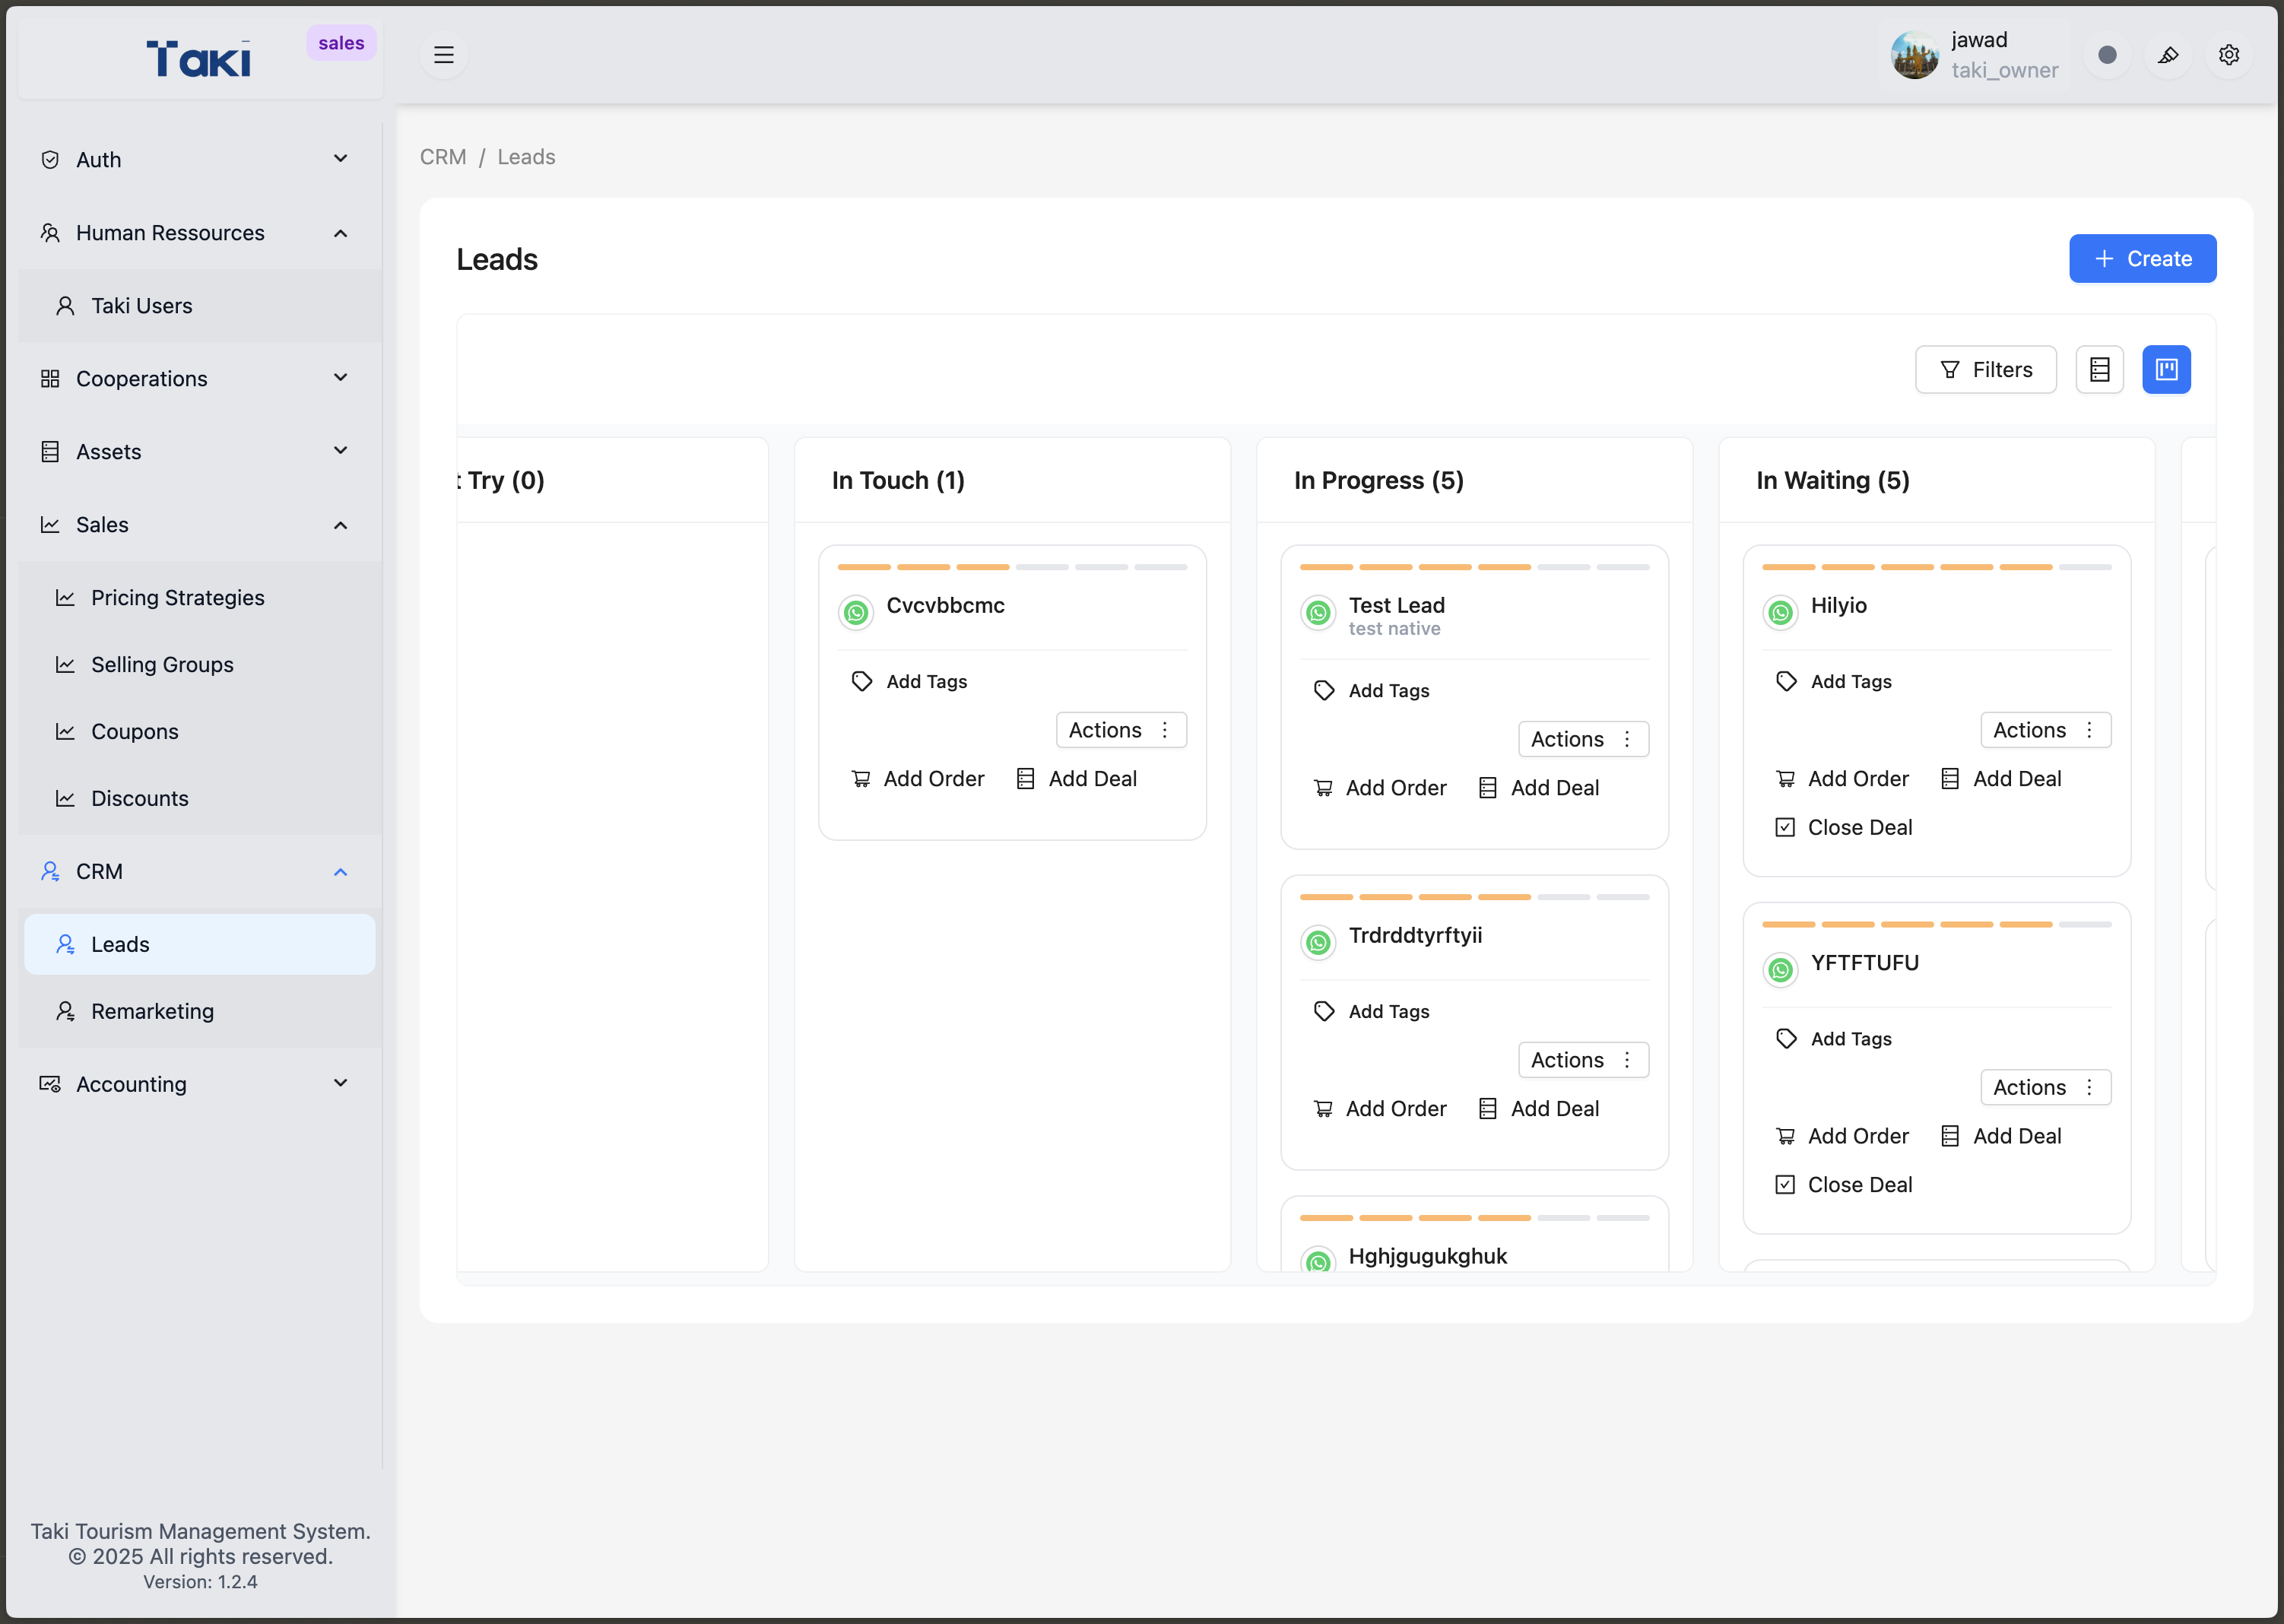 Taki
sales
jawad
taki_owner
Auth
Human Ressources
Taki Users
Cooperations
Assets
Sales
Pricing Strategies
Selling Groups
Coupons
Discounts
CRM
Leads
Remarketing
Accounting
Taki Tourism Management System.
© 2025 All rights reserved.
Version: 1.2.4
CRM / Leads
Leads
Create
Filters
t Try (0)
In Touch (1)
Cvcvbbcmc
Add Tags
Actions
Add Order Add Deal
In Progress (5)
Test Lead
test native
Add Tags
Actions
Add Order Add Deal
Trdrddtyrftyii
Add Tags
Actions
Add Order Add Deal
Hghjgugukghuk
In Waiting (5)
Hilyio
Add Tags
Actions
Add Order Add Deal
Close Deal
YFTFTUFU
Add Tags
Actions
Add Order Add Deal
Close Deal